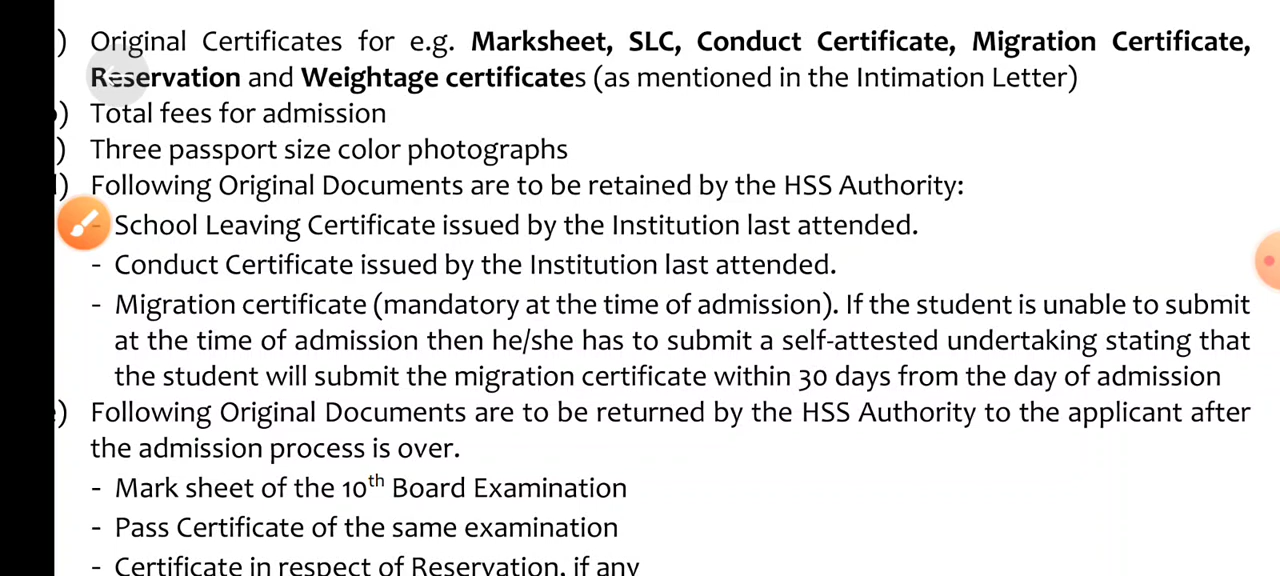 ) Original Certificates for e.g. Marksheet, SLC, Conduct Certificate, Migration Certificate,
Reservation and Weightage certificates (as mentioned in the Intimation Letter)
) Total fees for admission
) Three passport size color photographs
) Following Original Documents are to be retained by the HSS Authority:
- School Leaving Certificate issued by the Institution last attended.
- Conduct Certificate issued by the Institution last attended.
- Migration certificate (mandatory at the time of admission). If the student is unable to submit
at the time of admission then he/she has to submit a self-attested undertaking stating that
the student will submit the migration certificate within 30 days from the day of admission
) Following Original Documents are to be returned by the HSS Authority to the applicant after
the admission process is over.
- Mark sheet of the 10th Board Examination
- Pass Certificate of the same examination
- Certificate in respect of Reservation, if any